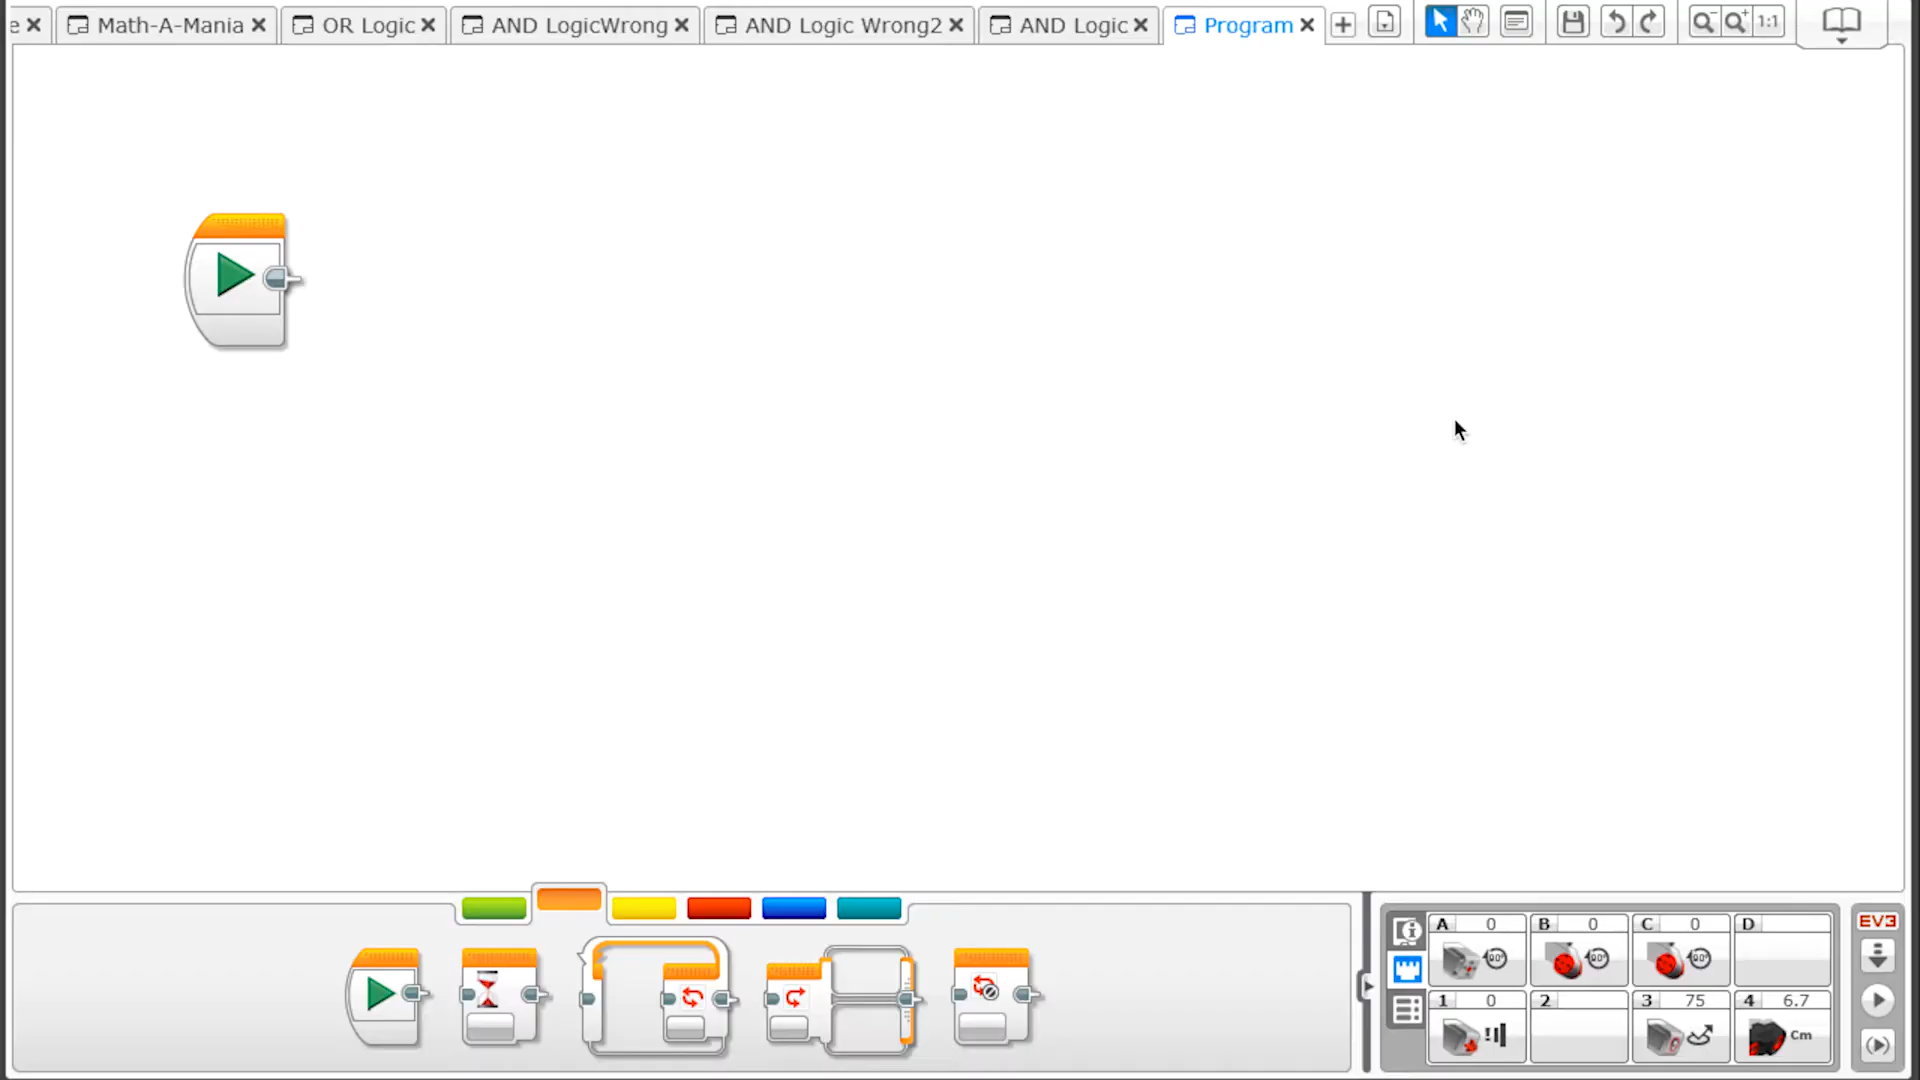 e Math-A-Mania OR Logic AND LogicWrong AND Logic Wrong2 AND Logic Program 1:1
A 0 B 0 C 0 D EV3
1 0 2 3 75 4 6.7
Cm